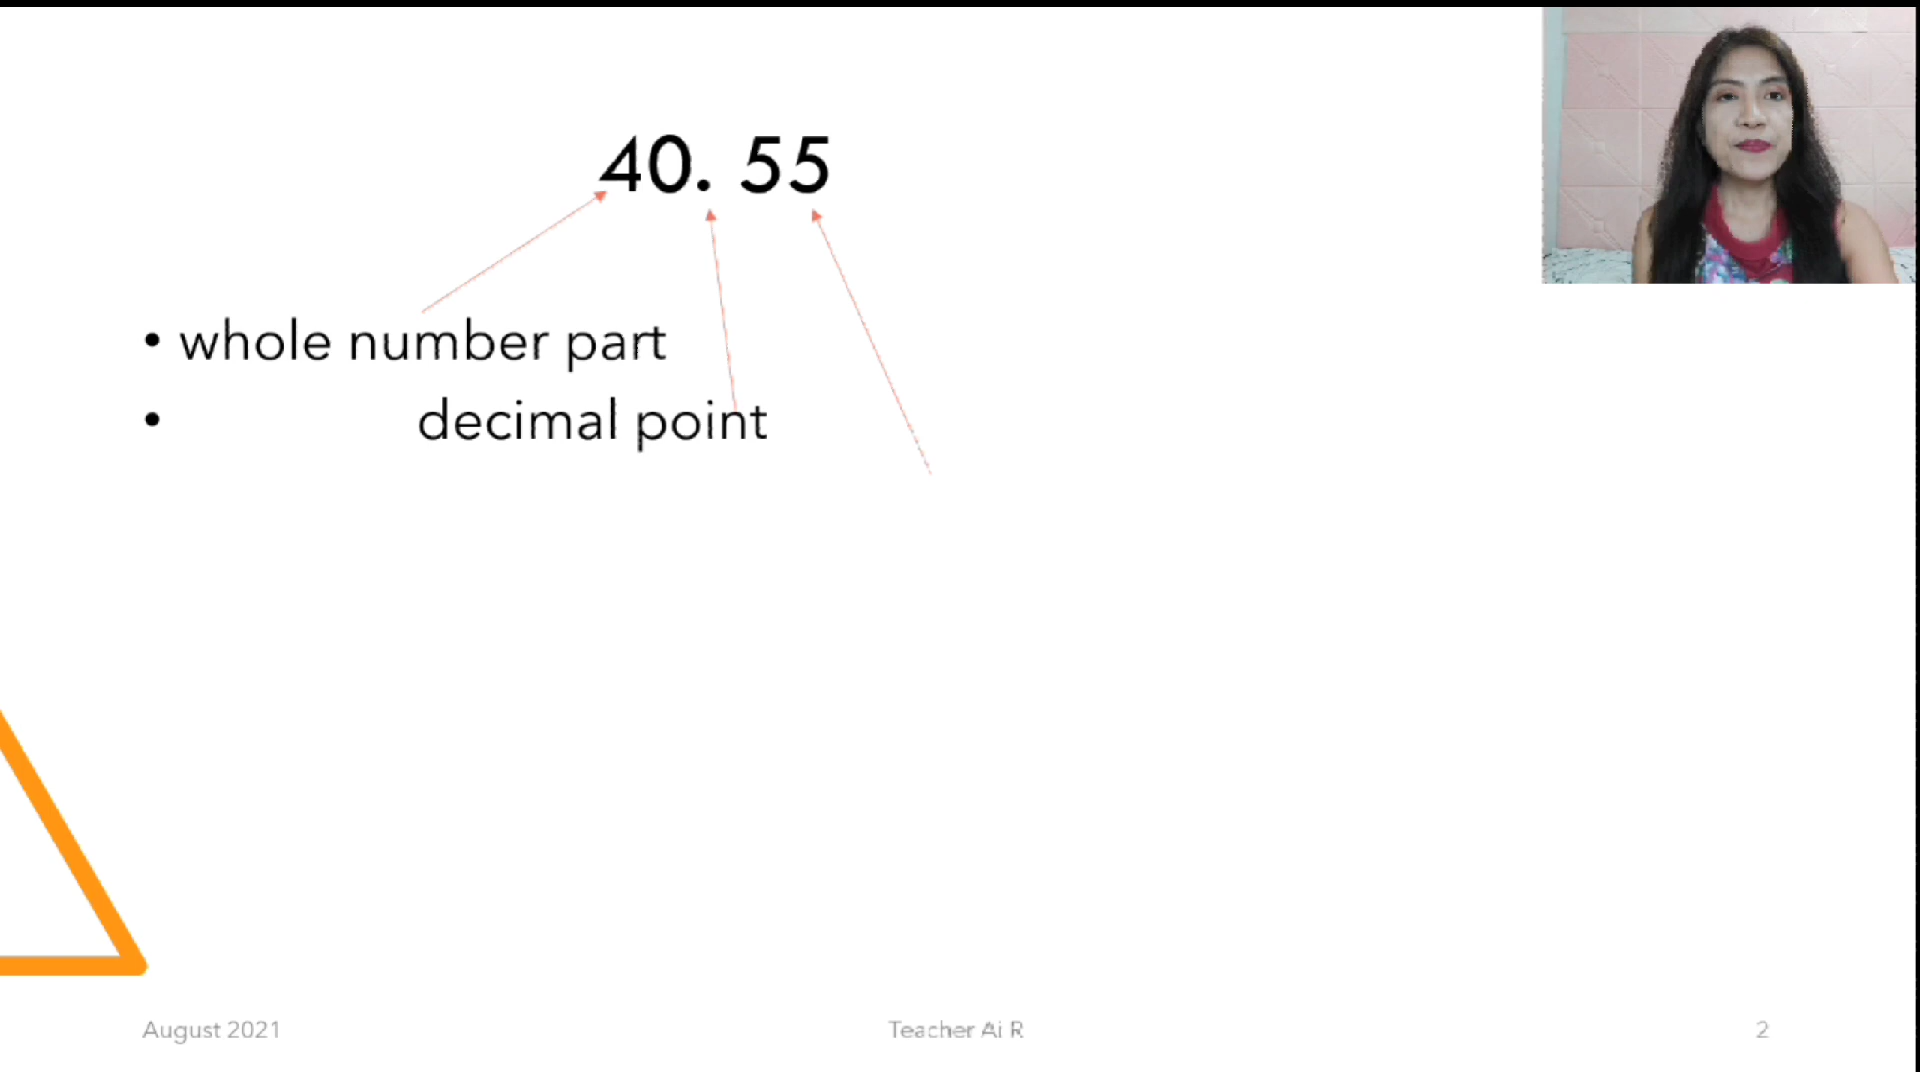 40. 55
• whole number part
• decimal point
August 2021
Teacher Ai R
2